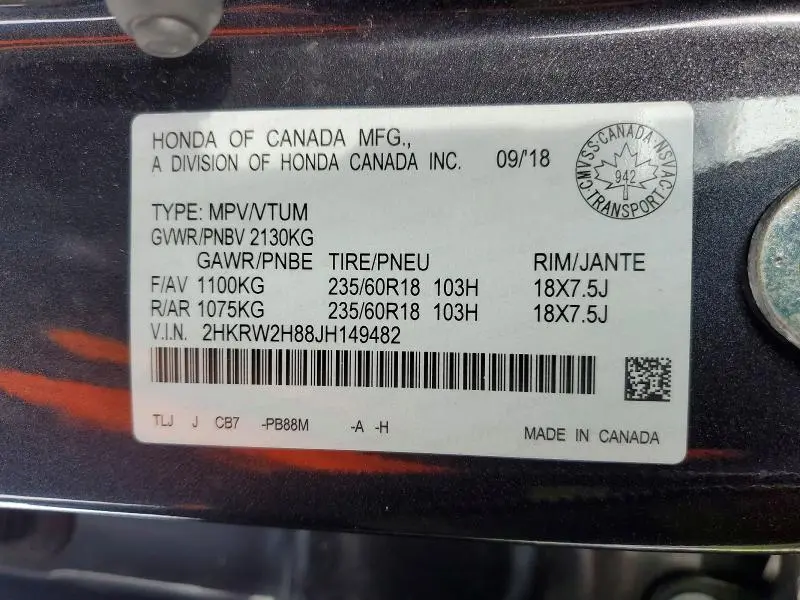 HONDA OF CANADA MFG.,
A DIVISION OF HONDA CANADA INC. 09/'18
CMVSS·CANADA·NSVAC
942
TRANSPORT
TYPE: MPV/VTUM
GVWR/PNBV 2130KG
GAWR/PNBE TIRE/PNEU RIM/JANTE
F/AV 1100KG 235/60R18 103H 18X7.5J
R/AR 1075KG 235/60R18 103H 18X7.5J
V.I.N. 2HKRW2H88JH149482
TLJ J CB7 -PB88M -A -H
MADE IN CANADA